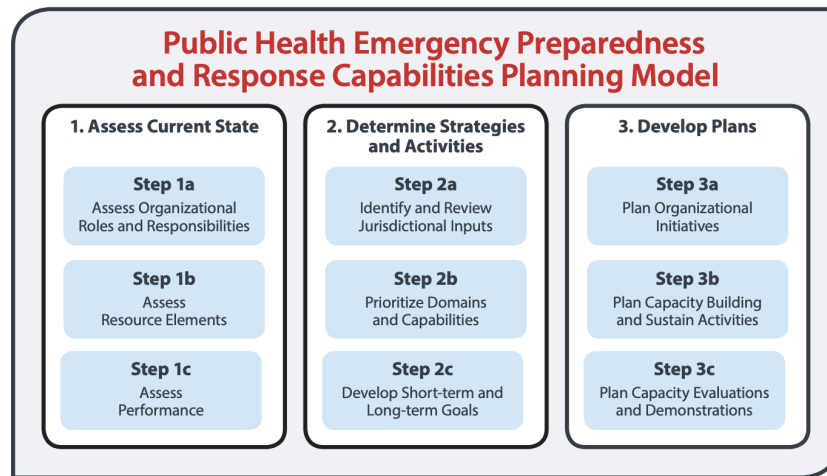 Public Health Emergency Preparedness
and Response Capabilities Planning Model
1. Assess Current State
Step 1a
Assess Organizational
Roles and Responsibilities
Step 1b
Assess
Resource Elements
Step 1c
Assess
Performance
2. Determine Strategies
and Activities
Step 2a
Identify and Review
Jurisdictional Inputs
Step 2b
Prioritize Domains
and Capabilities
Step 2c
Develop Short-term and
Long-term Goals
3. Develop Plans
Step 3a
Plan Organizational
Initiatives
Step 3b
Plan Capacity Building
and Sustain Activities
Step 3c
Plan Capacity Evaluations
and Demonstrations